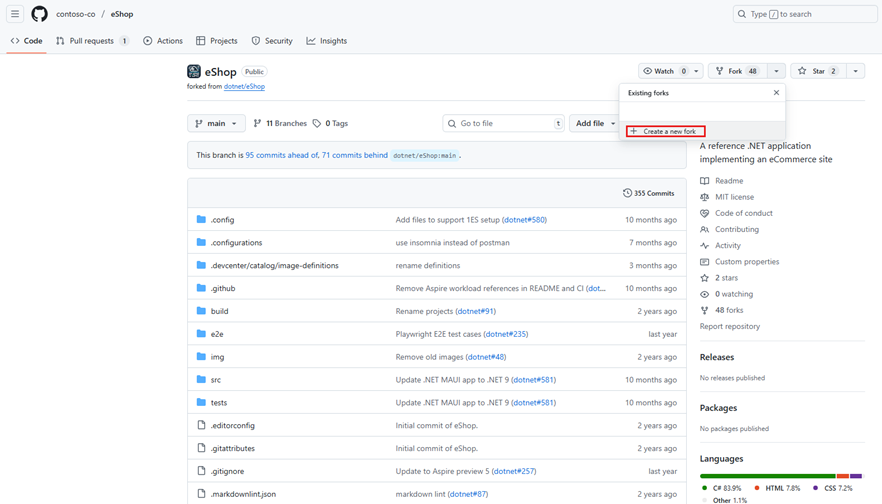 contoso-co / eShop
Type / to search
Code Pull requests 1 Actions Projects Security Insights
eShop Public
Watch 0 Fork 48 Star 2
forked from dotnet/eShop
Existing forks
Create a new fork
main 11 Branches 0 Tags Go to file t Add file
A reference .NET application
implementing an eCommerce site
This branch is 95 commits ahead of, 71 commits behind dotnet/eShop:main .
355 Commits
.config Add files to support 1ES setup (dotnet#580) 10 months ago
.configurations use insomnia instead of postman 7 months ago
.devcenter/catalog/image-definitions rename definitions 3 months ago
.github Remove Aspire workload references in README and CI (dot... 10 months ago
build Rename projects (dotnet#91) 2 years ago
e2e Playwright E2E test cases (dotnet#235) last year
img Remove old images (dotnet#48) 2 years ago
src Update .NET MAUI app to .NET 9 (dotnet#581) 10 months ago
tests Update .NET MAUI app to .NET 9 (dotnet#581) 10 months ago
.editorconfig Initial commit of eShop. 2 years ago
.gitattributes Initial commit of eShop. 2 years ago
.gitignore Update to Aspire preview 5 (dotnet#257) last year
.markdownlint.json markdown lint (dotnet#87) 2 years ago
Readme
MIT license
Code of conduct
Contributing
Activity
Custom properties
2 stars
0 watching
48 forks
Report repository
Releases
No releases published
Packages
No packages published
Languages
C# 83.9% HTML 7.8% CSS 7.2%
Other 1.1%